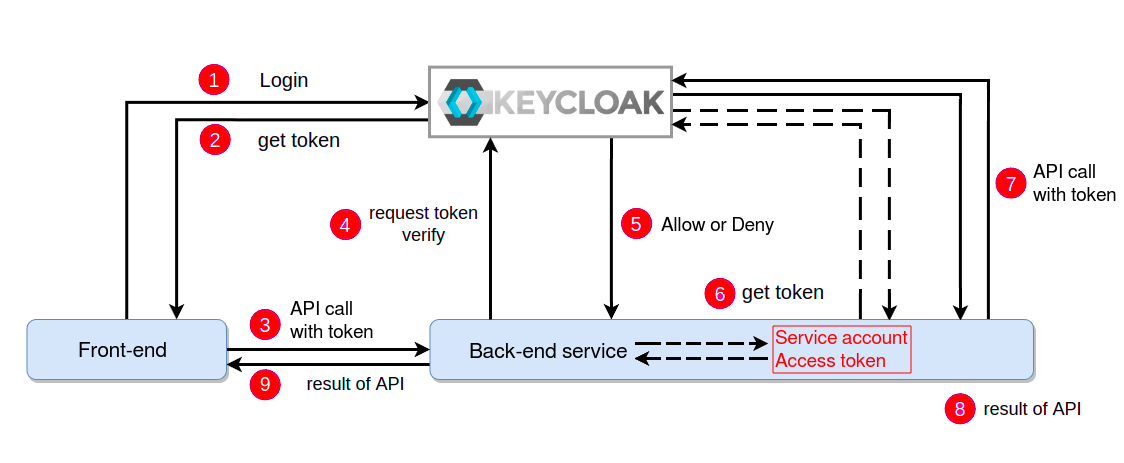 1 Login
KEYCLOAK
2 get token
7 API call
with token
4 request token
verify
5 Allow or Deny
6 get token
3 API call
with token
Front-end
Back-end service
Service account
Access token
9 result of API
8 result of API